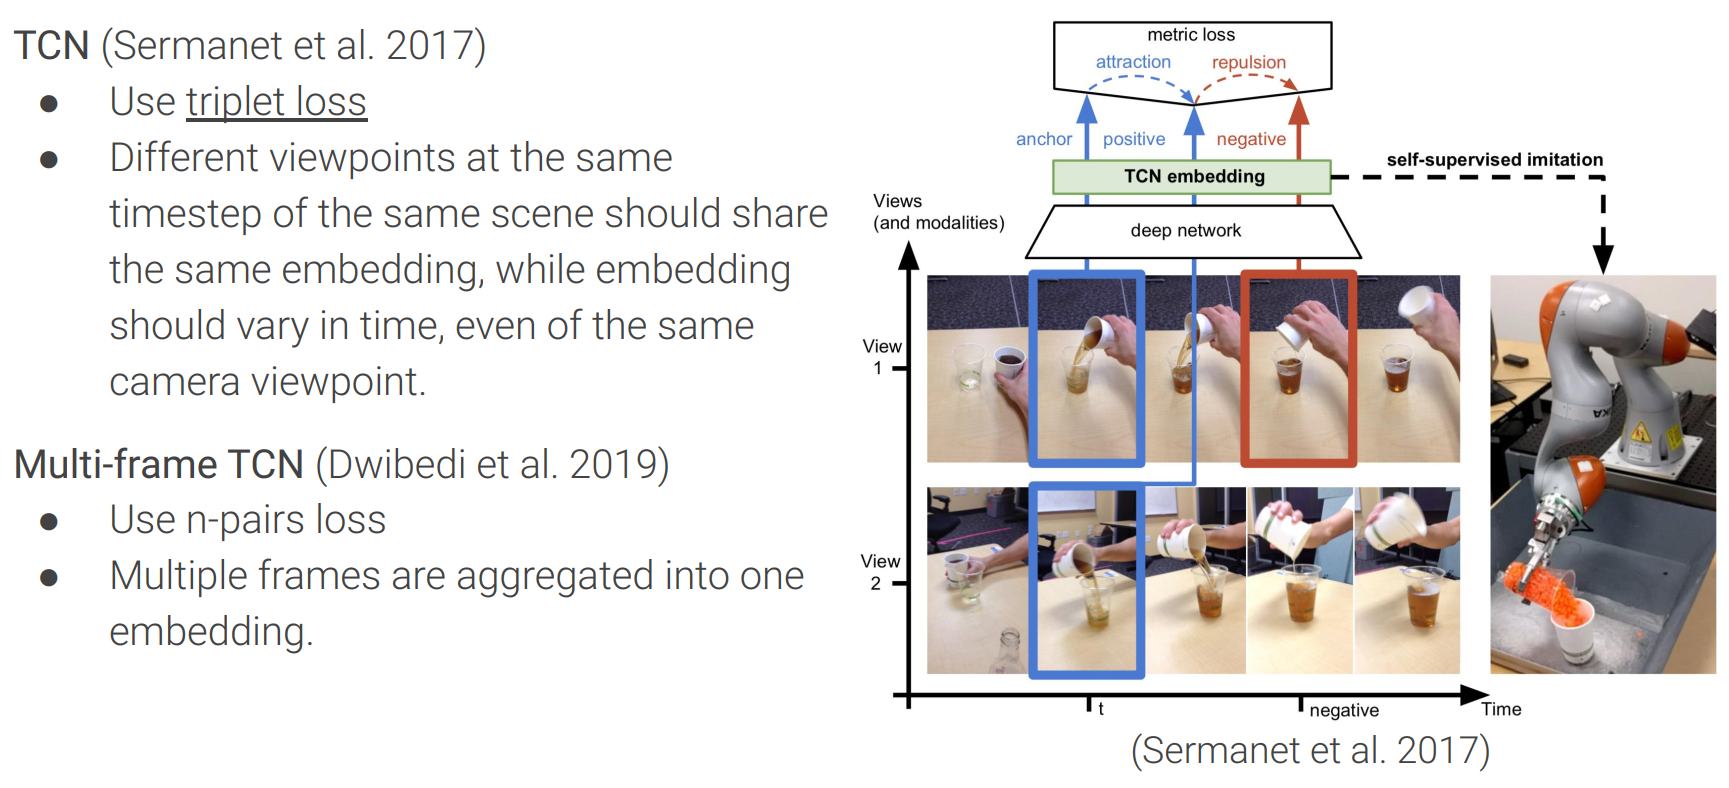 TCN (Sermanet et al. 2017)
● Use triplet loss
● Different viewpoints at the same
timestep of the same scene should share
the same embedding, while embedding
should vary in time, even of the same
camera viewpoint.
Multi-frame TCN (Dwibedi et al. 2019)
● Use n-pairs loss
● Multiple frames are aggregated into one
embedding.
metric loss
attraction repulsion
anchor positive negative
TCN embedding
self-supervised imitation
Views
(and modalities)
deep network
View
1
View
2
t
negative
Time
(Sermanet et al. 2017)